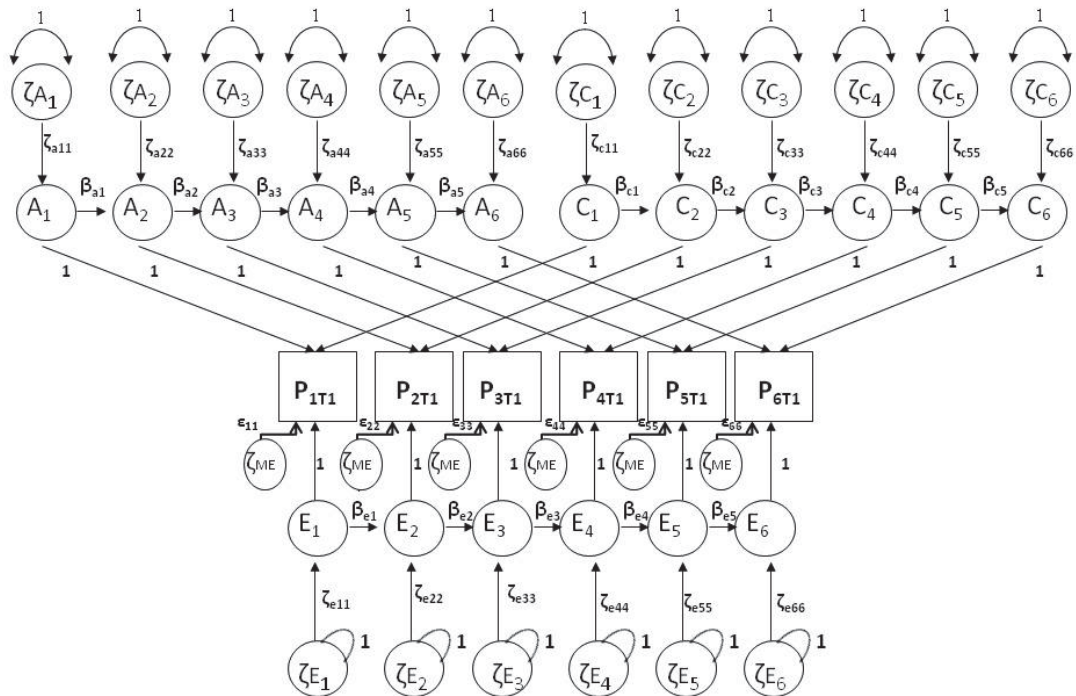 1 1 1 1 1 1 1 1 1 1 1 1
ζA1 ζA2 ζA3 ζA4 ζA5 ζA6 ζC1 ζC2 ζC3 ζC4 ζC5 ζC6
ζa11 ζa22 ζa33 ζa44 ζa55 ζa66 ζc11 ζc22 ζc33 ζc44 ζc55 ζc66
βa1 βa2 βa3 βa4 βa5 βc1 βc2 βc3 βc4 βc5
A1 A2 A3 A4 A5 A6 C1 C2 C3 C4 C5 C6
1 1 1 1 1 1 1 1 1 1 1 1
P1T1 P2T1 P3T1 P4T1 P5T1 P6T1
ε11 ε22 ε33 ε44 ε55 ε66
ζME ζME ζME ζME ζME ζME
1 1 1 1 1 1
βe1 βe2 βe3 βe4 βe5
E1 E2 E3 E4 E5 E6
ζe11 ζe22 ζe33 ζe44 ζe55 ζe66
1 1 1 1 1 1
ζE1 ζE2 ζE3 ζE4 ζE5 ζE6